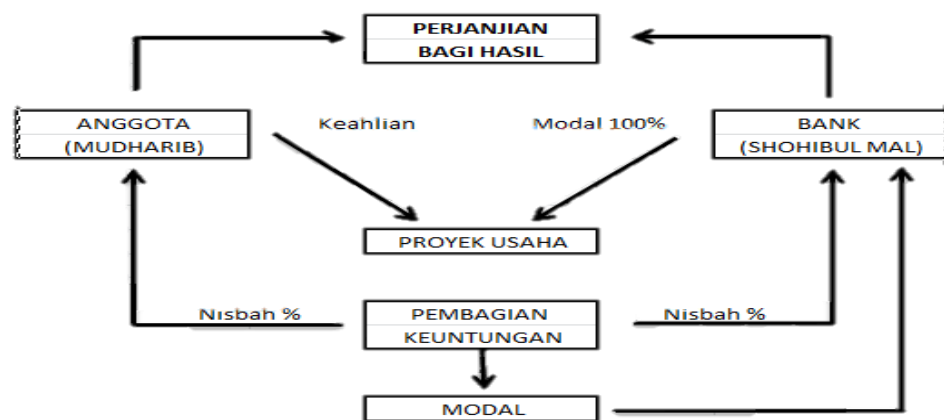 PERJANJIAN
BAGI HASIL
ANGGOTA
(MUDHARIB)
Keahlian
Modal 100%
BANK
(SHOHIBUL MAL)
PROYEK USAHA
Nisbah %
PEMBAGIAN
KEUNTUNGAN
Nisbah %
MODAL